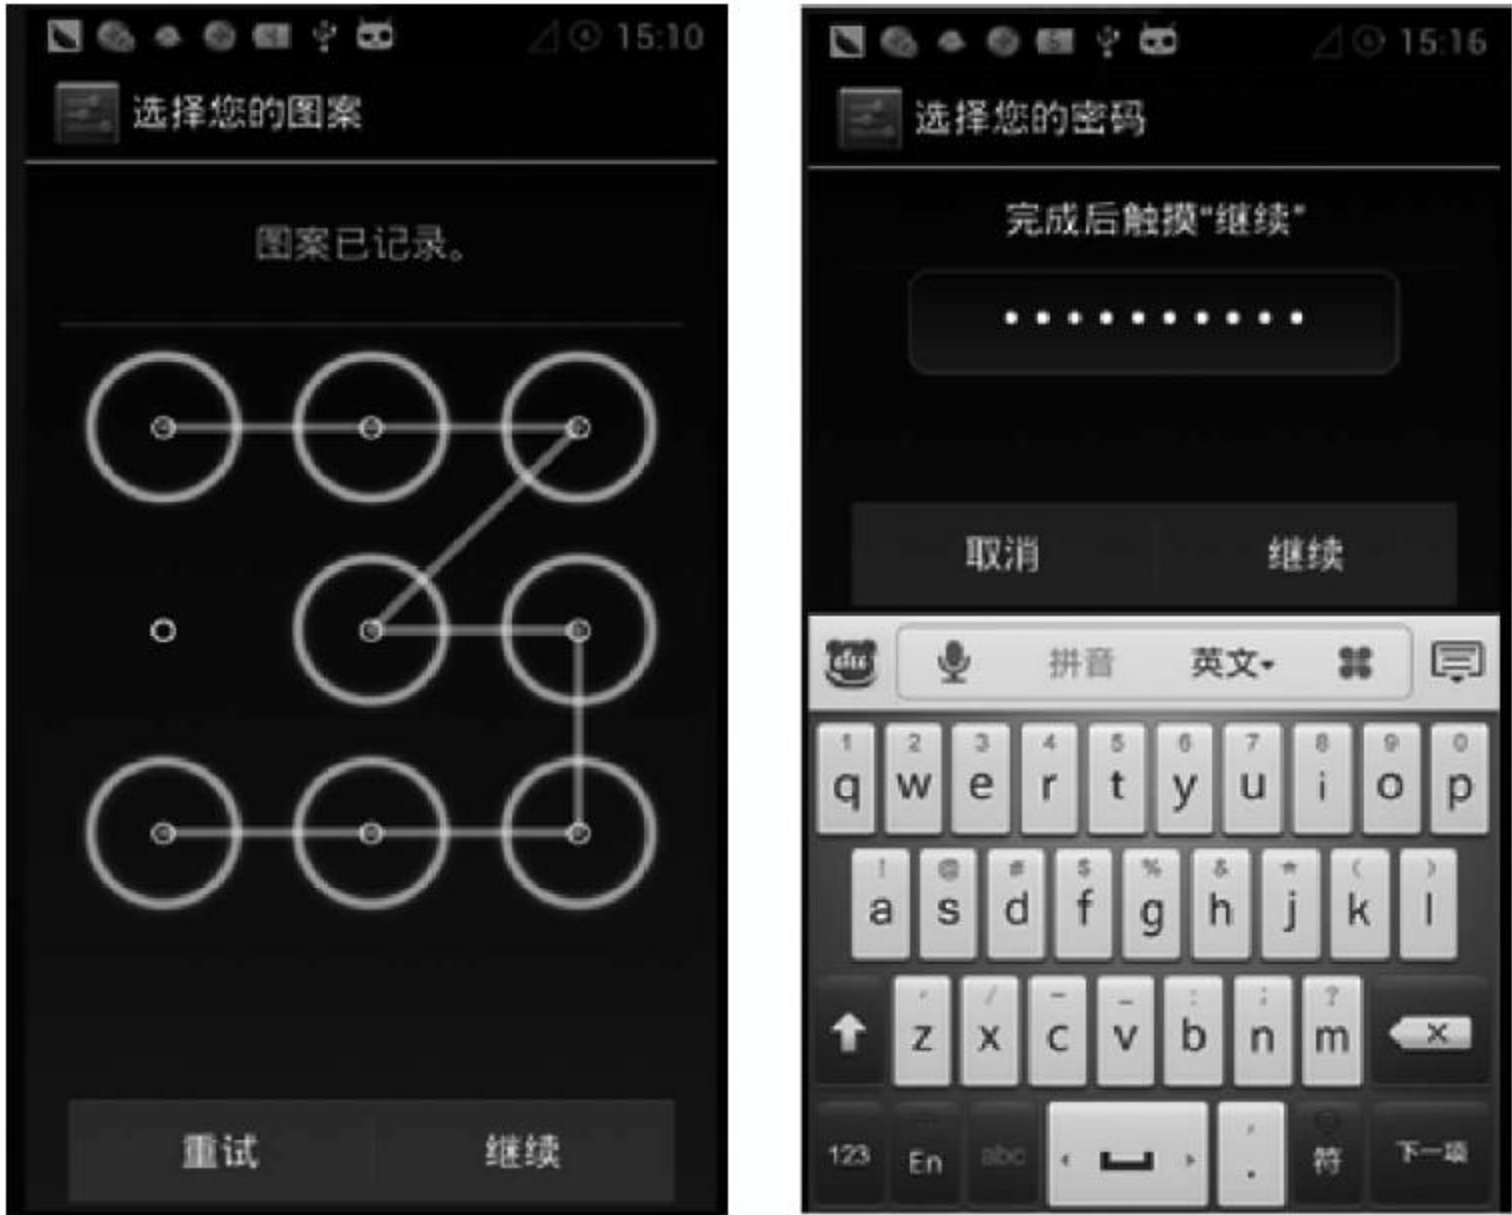 15:10
选择您的图案
图案已记录。
重试 继续
15:16
选择您的密码
完成后触摸“继续”
取消 继续
拼音 英文
1 2 3 4 5 6 7 8 9 0
q w e r t y u i o p
! @ # $ % & * ( )
a s d f g h j k l
/ — _ : ; ?
z x c v b n m
123 En abc , . 符 下一项